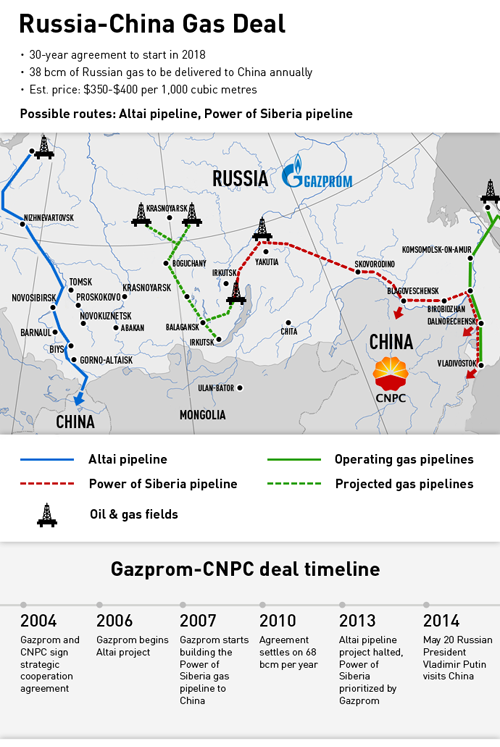 Russia-China Gas Deal
• 30-year agreement to start in 2018
• 38 bcm of Russian gas to be delivered to China annually
• Est. price: $350-$400 per 1,000 cubic metres
Possible routes: Altai pipeline, Power of Siberia pipeline
RUSSIA
GAZPROM
KRASNOYARSK
NIZHNEVARTOVSK
KOMSOMOLSK-ON-AMUR
YAKUTIA
BOGUCHANY
SKOVORODINO
IRKUTSK
TOMSK
KRASNOYARSK
PROSKOKOVO
NOVOSIBIRSK
BLAGOVESCHENSK
BIROBIDZHAN
NOVOKUZNETSK
DALNORECHENSK
ABAKAN
BALAGANSK
CHITA
BARNAUL
IRKUTSK
CHINA
BIYS
GORNO-ALTAISK
VLADIVOSTOK
ULAN-BATOR
CNPC
MONGOLIA
CHINA
Altai pipeline
Operating gas pipelines
Power of Siberia pipeline
Projected gas pipelines
Oil & gas fields
Gazprom-CNPC deal timeline
2004
Gazprom and
CNPC sign
strategic
cooperation
agreement
2006
Gazprom begins
Altai project
2007
Gazprom starts
building the
Power of
Siberia gas
pipeline to
China
2010
Agreement
settles on 68
bcm per year
2013
Altai pipeline
project halted,
Power of
Siberia
prioritized by
Gazprom
2014
May 20 Russian
President
Vladimir Putin
visits China